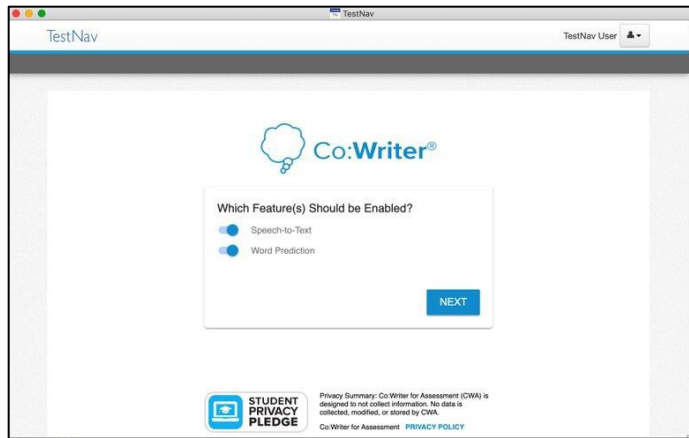 TestNav
TestNav
TestNav User
Co:Writer®
Which Feature(s) Should be Enabled?
Speech-to-Text
Word Prediction
NEXT
STUDENT
PRIVACY
PLEDGE
Privacy Summary: Co:Writer for Assessment (CWA) is
designed to not collect information. No data is
collected, modified, or stored by CWA.
Co:Writer for Assessment PRIVACY POLICY